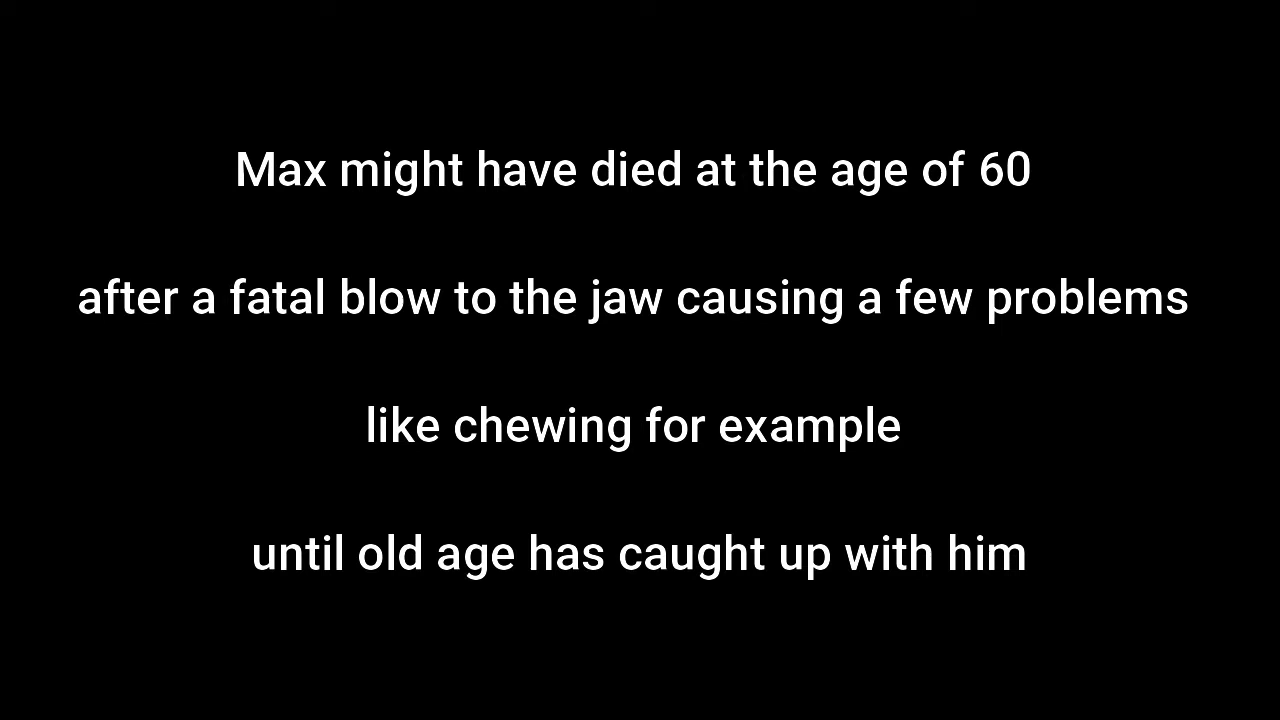 Max might have died at the age of 60
after a fatal blow to the jaw causing a few problems
like chewing for example
until old age has caught up with him